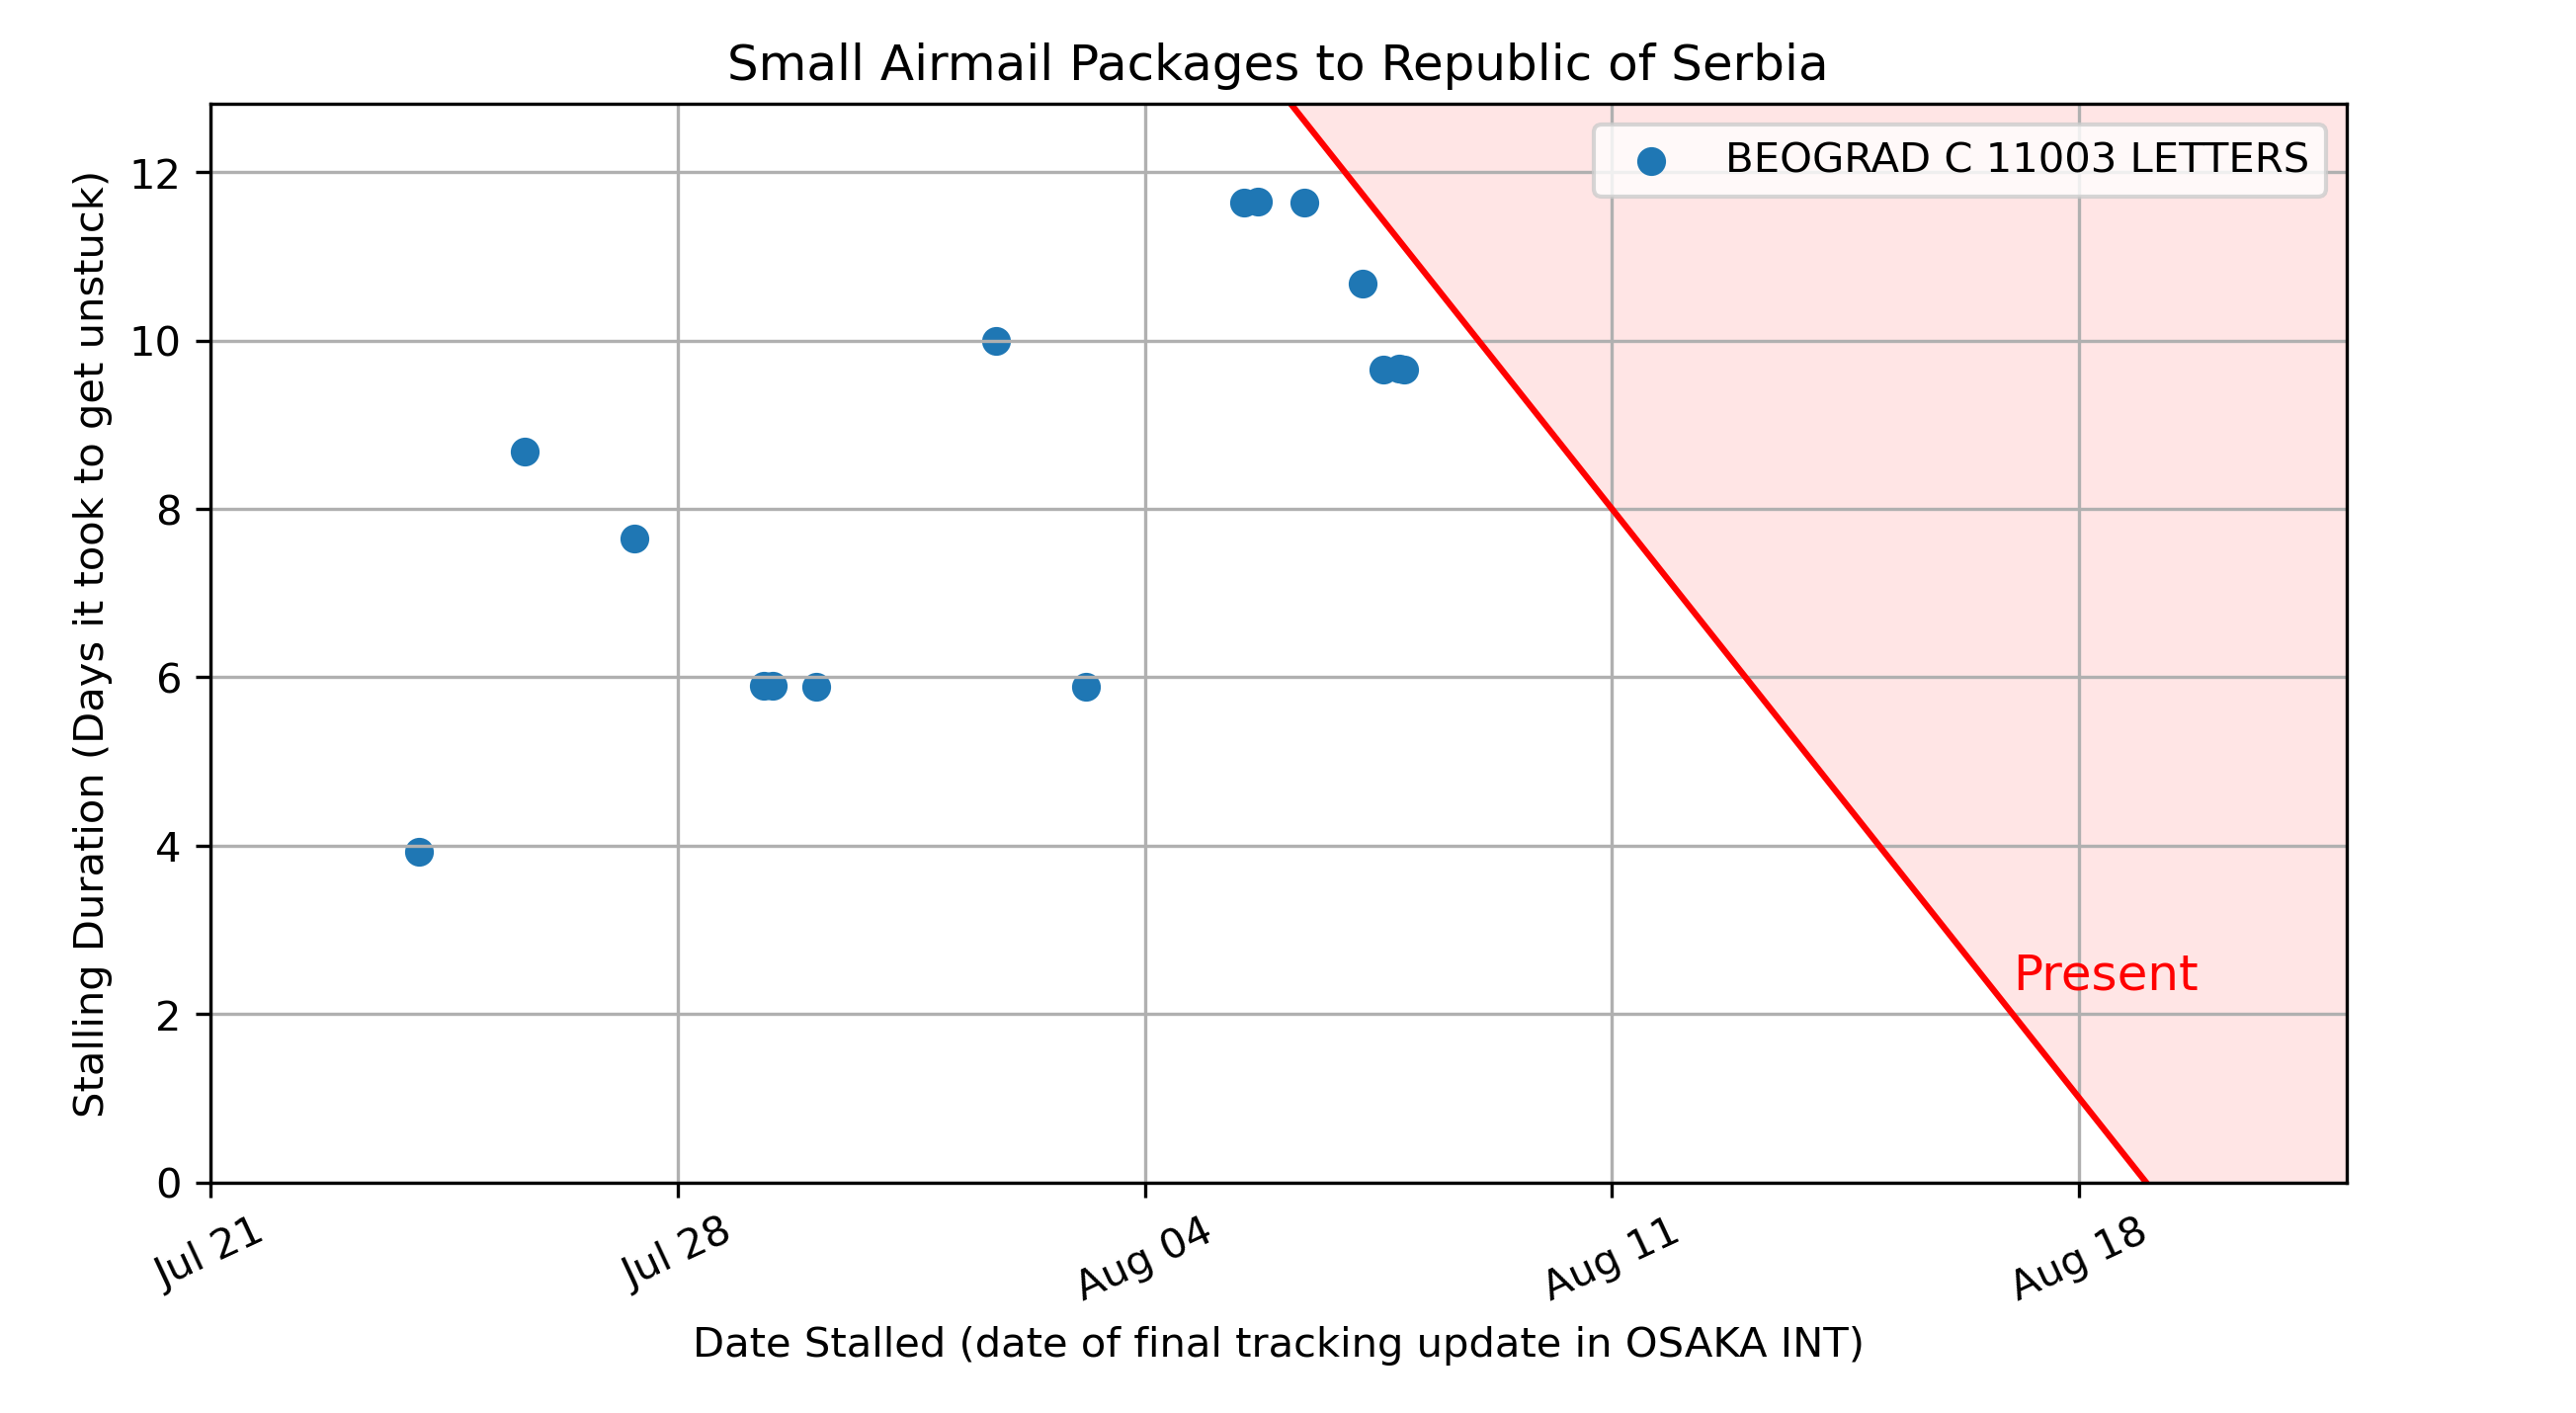 Small Airmail Packages to Republic of Serbia
BEOGRAD C 11003 LETTERS
Stalling Duration (Days it took to get unstuck)
12
10
8
6
4
2
0
Present
Jul 21
Jul 28
Aug 04
Aug 11
Aug 18
Date Stalled (date of final tracking update in OSAKA INT)